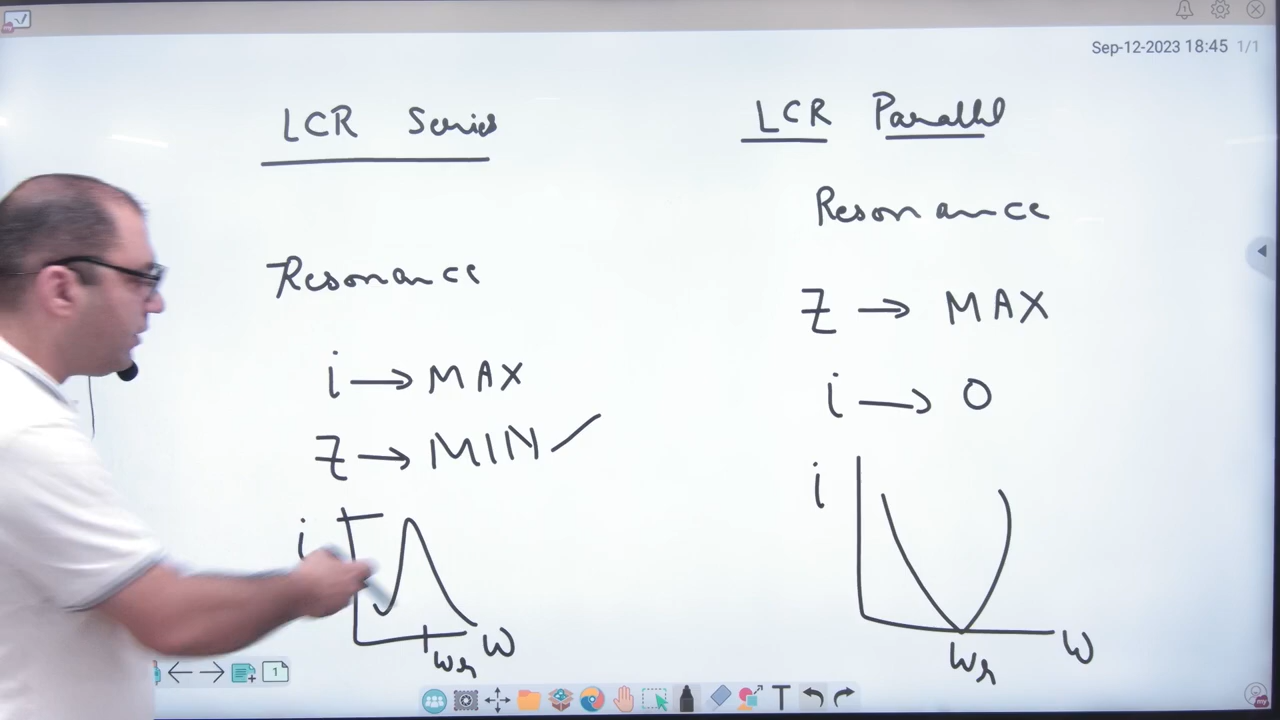 Sep-12-2023 18:45 1/1
LCR Series
Resonance
i → MAX
Z → MIN
i
ωr
ω
LCR Parallel
Resonance
Z → MAX
i → 0
i
ωr
ω
1
T